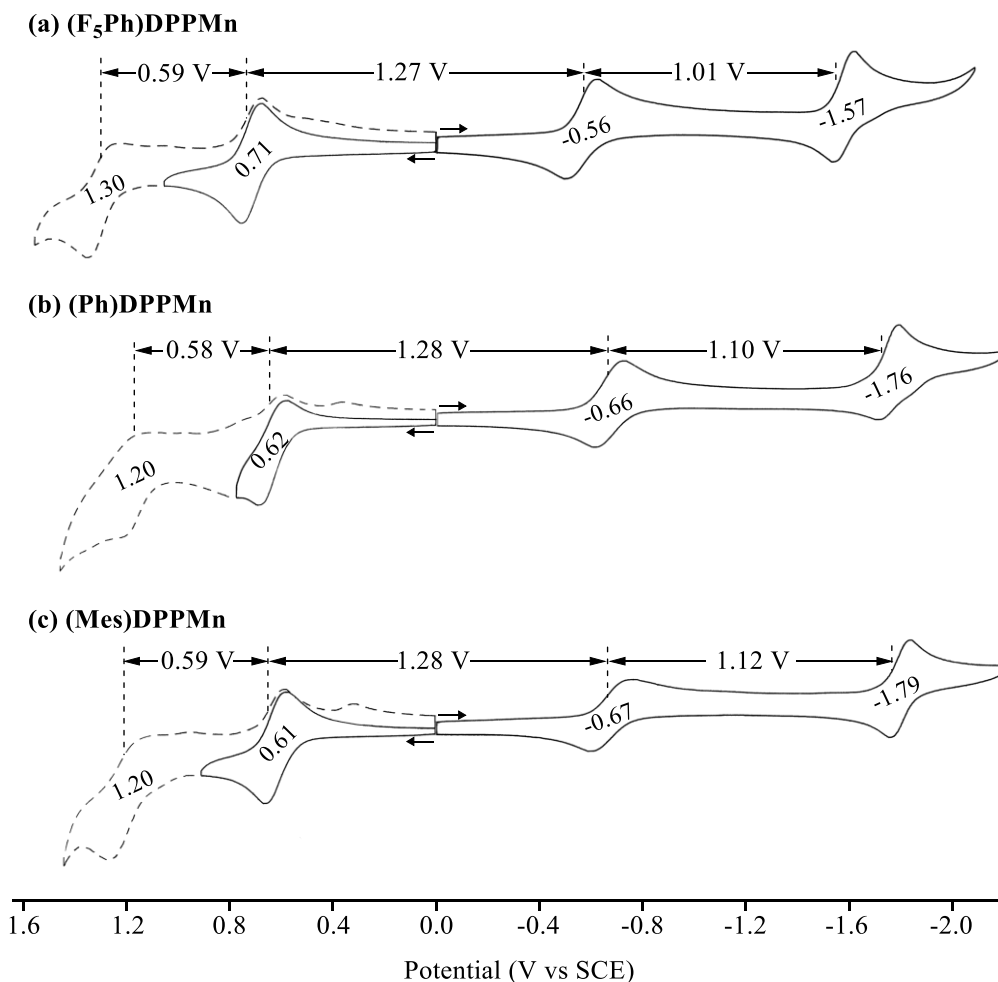 (a) (F5Ph)DPPMn
0.59 V 1.27 V 1.01 V
1.30 0.71 -0.56 -1.57
(b) (Ph)DPPMn
0.58 V 1.28 V 1.10 V
1.20 0.62 -0.66 -1.76
(c) (Mes)DPPMn
0.59 V 1.28 V 1.12 V
1.20 0.61 -0.67 -1.79
1.6 1.2 0.8 0.4 0.0 -0.4 -0.8 -1.2 -1.6 -2.0
Potential (V vs SCE)